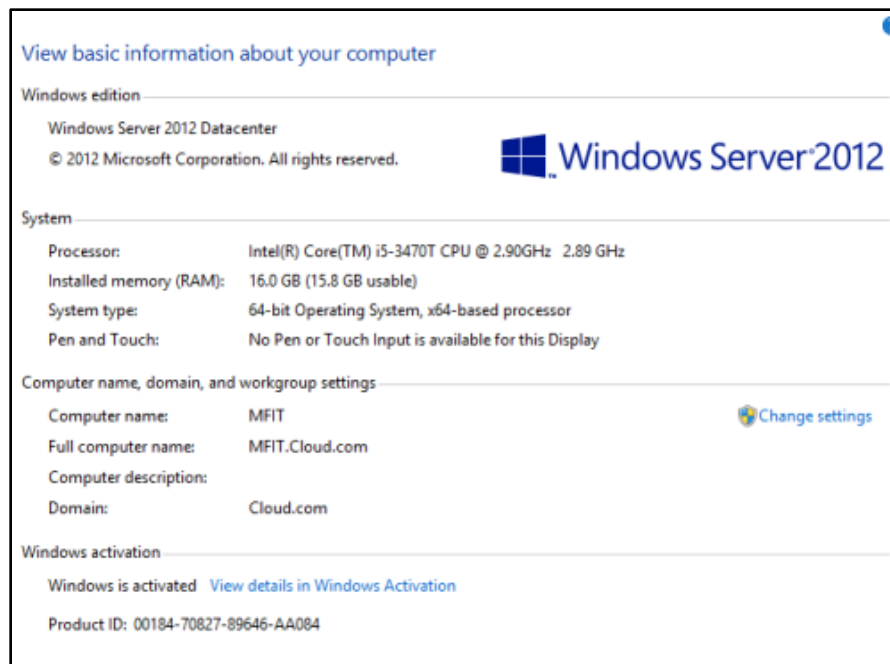 View basic information about your computer
Windows edition
Windows Server 2012 Datacenter
© 2012 Microsoft Corporation. All rights reserved.
Windows Server®2012
System
Processor: Intel(R) Core(TM) i5-3470T CPU @ 2.90GHz 2.89 GHz
Installed memory (RAM): 16.0 GB (15.8 GB usable)
System type: 64-bit Operating System, x64-based processor
Pen and Touch: No Pen or Touch Input is available for this Display
Computer name, domain, and workgroup settings
Computer name: MFIT Change settings
Full computer name: MFIT.Cloud.com
Computer description:
Domain: Cloud.com
Windows activation
Windows is activated View details in Windows Activation
Product ID: 00184-70827-89646-AA084